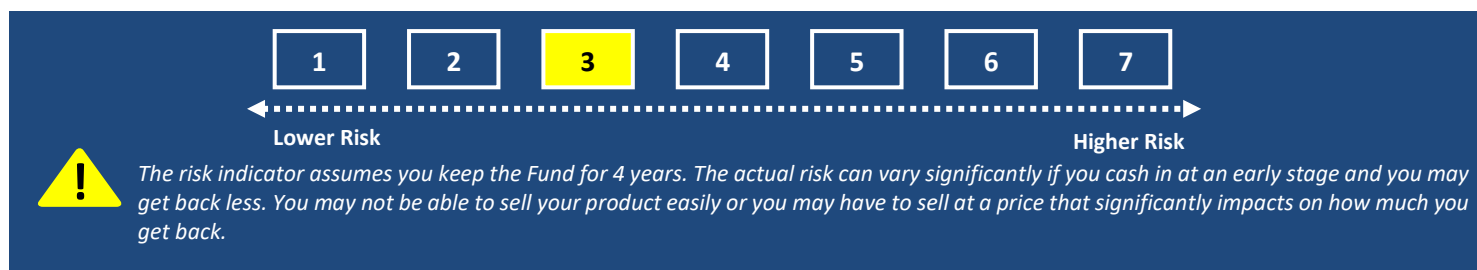 1 2 3 4 5 6 7
Lower Risk Higher Risk
!
The risk indicator assumes you keep the Fund for 4 years. The actual risk can vary significantly if you cash in at an early stage and you may
get back less. You may not be able to sell your product easily or you may have to sell at a price that significantly impacts on how much you
get back.